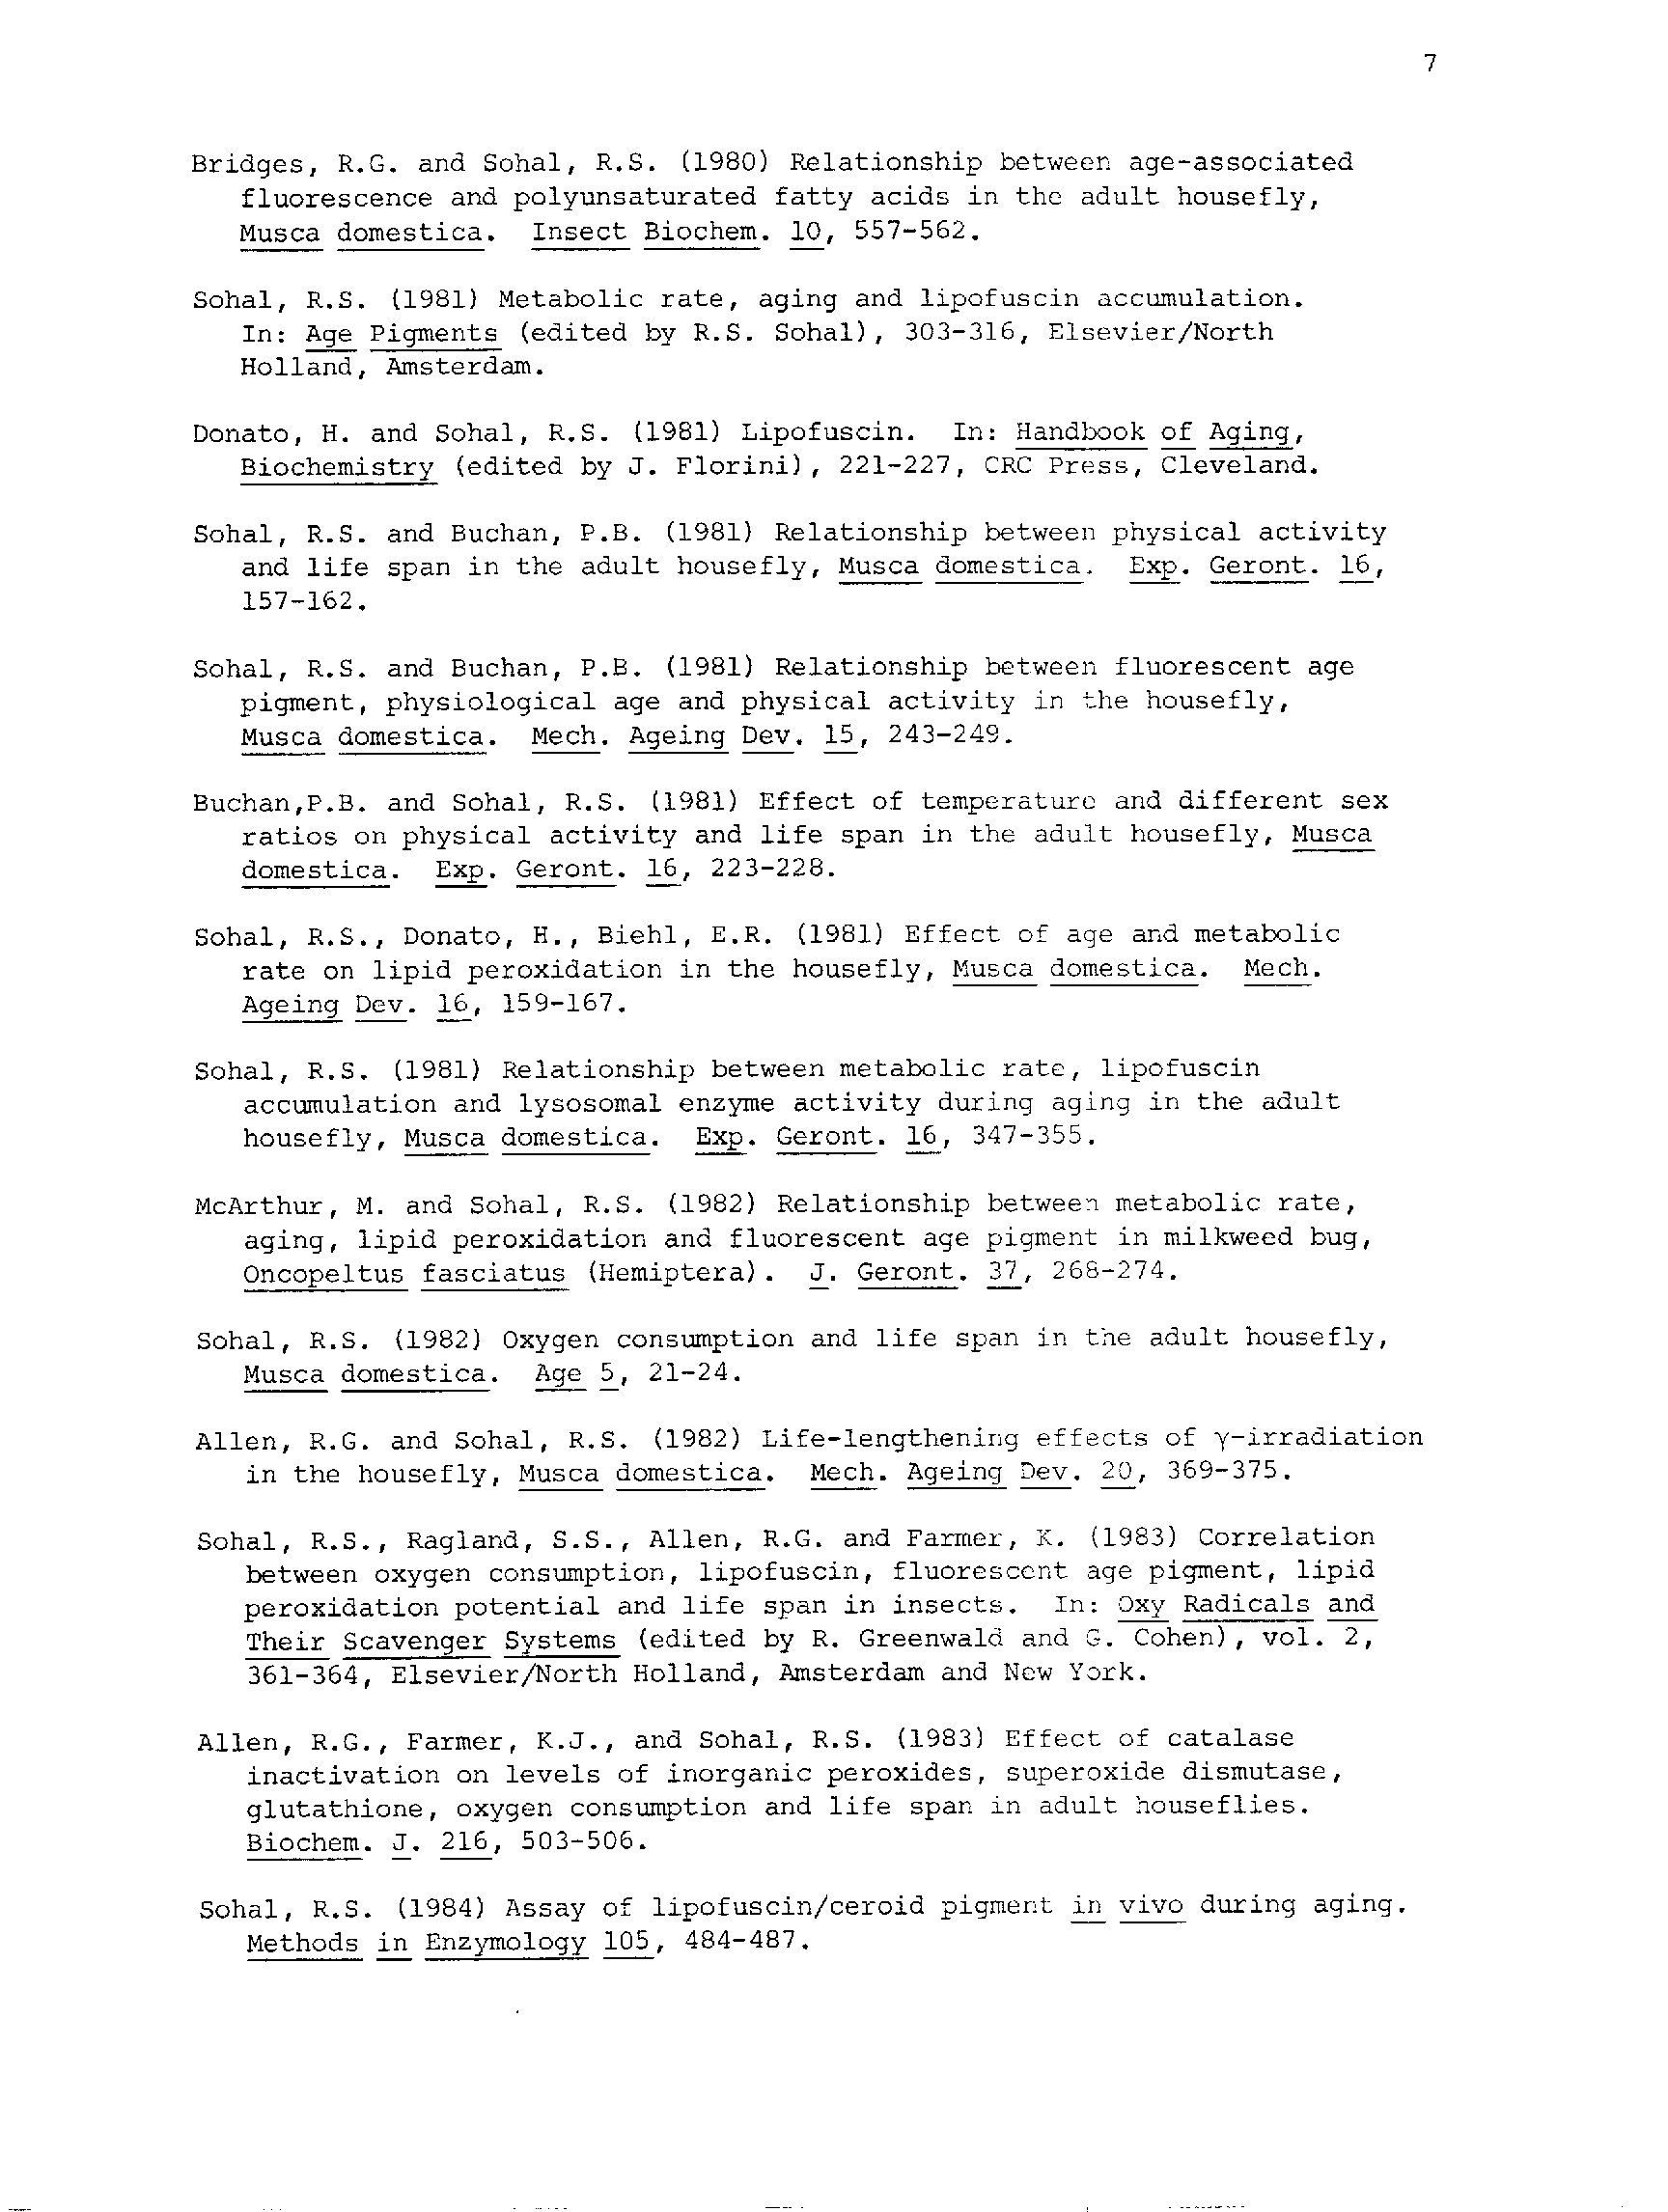 7
Bridges, R.G. and Sohal, R.S. (1980) Relationship between age-associated
fluorescence and polyunsaturated fatty acids in the adult housefly,
Musca domestica. Insect Biochem. 10, 557-562.
Sohal, R.S. (1981) Metabolic rate, aging and lipofuscin accumulation.
In: Age Pigments (edited by R.S. Sohal), 303-316, Elsevier/North
Holland, Amsterdam.
Donato, H. and Sohal, R.S. (1981) Lipofuscin. In: Handbook of Aging,
Biochemistry (edited by J. Florini), 221-227, CRC Press, Cleveland.
Sohal, R.S. and Buchan, P.B. (1981) Relationship between physical activity
and life span in the adult housefly, Musca domestica. Exp. Geront. 16,
157-162.
Sohal, R.S. and Buchan, P.B. (1981) Relationship between fluorescent age
pigment, physiological age and physical activity in the housefly,
Musca domestica. Mech. Ageing Dev. 15, 243-249.
Buchan,P.B. and Sohal, R.S. (1981) Effect of temperature and different sex
ratios on physical activity and life span in the adult housefly, Musca
domestica. Exp. Geront. 16, 223-228.
Sohal, R.S., Donato, H., Biehl, E.R. (1981) Effect of age and metabolic
rate on lipid peroxidation in the housefly, Musca domestica. Mech.
Ageing Dev. 16, 159-167.
Sohal, R.S. (1981) Relationship between metabolic rate, lipofuscin
accumulation and lysosomal enzyme activity during aging in the adult
housefly, Musca domestica. Exp. Geront. 16, 347-355.
McArthur, M. and Sohal, R.S. (1982) Relationship between metabolic rate,
aging, lipid peroxidation and fluorescent age pigment in milkweed bug,
Oncopeltus fasciatus (Hemiptera). J. Geront. 37, 268-274.
Sohal, R.S. (1982) Oxygen consumption and life span in the adult housefly,
Musca domestica. Age 5, 21-24.
Allen, R.G. and Sohal, R.S. (1982) Life-lengthening effects of γ-irradiation
in the housefly, Musca domestica. Mech. Ageing Dev. 20, 369-375.
Sohal, R.S., Ragland, S.S., Allen, R.G. and Farmer, K. (1983) Correlation
between oxygen consumption, lipofuscin, fluorescent age pigment, lipid
peroxidation potential and life span in insects. In: Oxy Radicals and
Their Scavenger Systems (edited by R. Greenwald and G. Cohen), vol. 2,
361-364, Elsevier/North Holland, Amsterdam and New York.
Allen, R.G., Farmer, K.J., and Sohal, R.S. (1983) Effect of catalase
inactivation on levels of inorganic peroxides, superoxide dismutase,
glutathione, oxygen consumption and life span in adult houseflies.
Biochem. J. 216, 503-506.
Sohal, R.S. (1984) Assay of lipofuscin/ceroid pigment in vivo during aging.
Methods in Enzymology 105, 484-487.